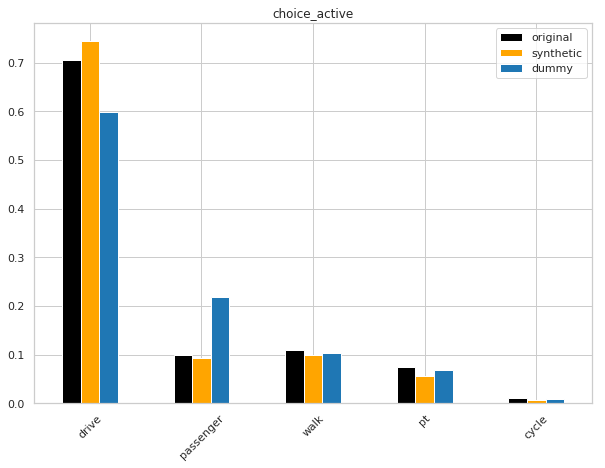 choice_active
original
synthetic
dummy
0.7
0.6
0.5
0.4
0.3
0.2
0.1
0.0
drive
passenger
walk
pt
cycle